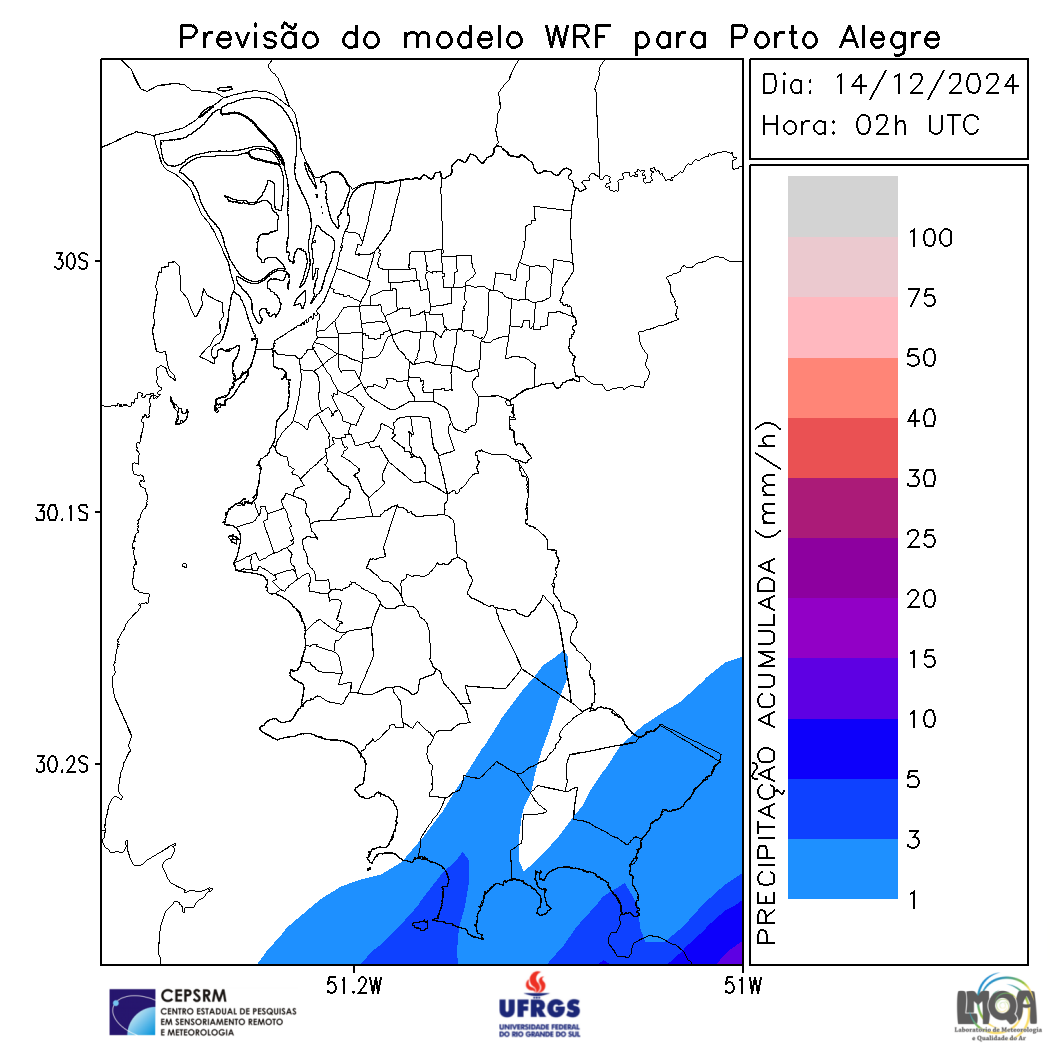 Previsão do modelo WRF para Porto Alegre
Dia: 14/12/2024
Hora: 02h UTC
30S
30.1S
30.2S
51.2W
51W
PRECIPITAÇÃO ACUMULADA (mm/h)
100
75
50
40
30
25
20
15
10
5
3
1
CEPSRM
CENTRO ESTADUAL DE PESQUISAS
EM SENSORIAMENTO REMOTO
E METEOROLOGIA
UFRGS
UNIVERSIDADE FEDERAL
DO RIO GRANDE DO SUL
LMQA
Laboratório de Meteorologia
e Qualidade do Ar